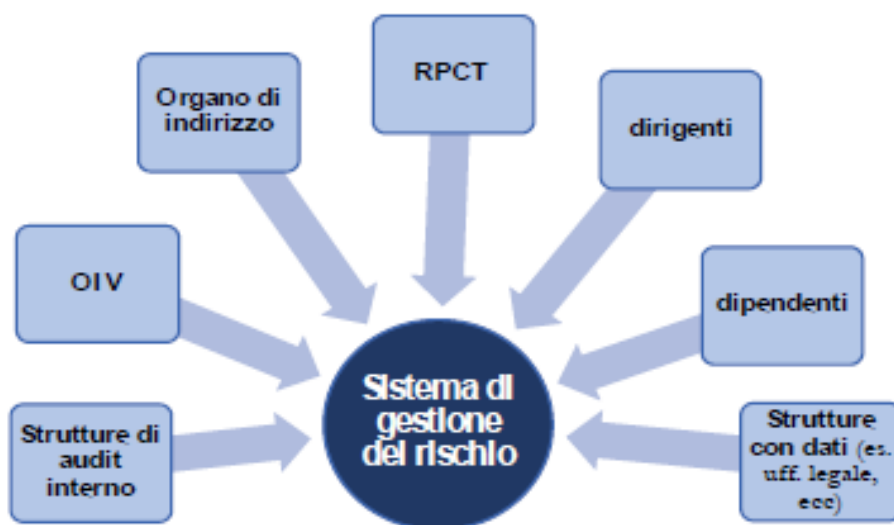 RPCT
Organo di
indirizzo
dirigenti
OIV
dipendenti
Sistema di
gestione
del rischio
Strutture di
audit
interno
Strutture
con dati (es.
uff. legale,
ecc)